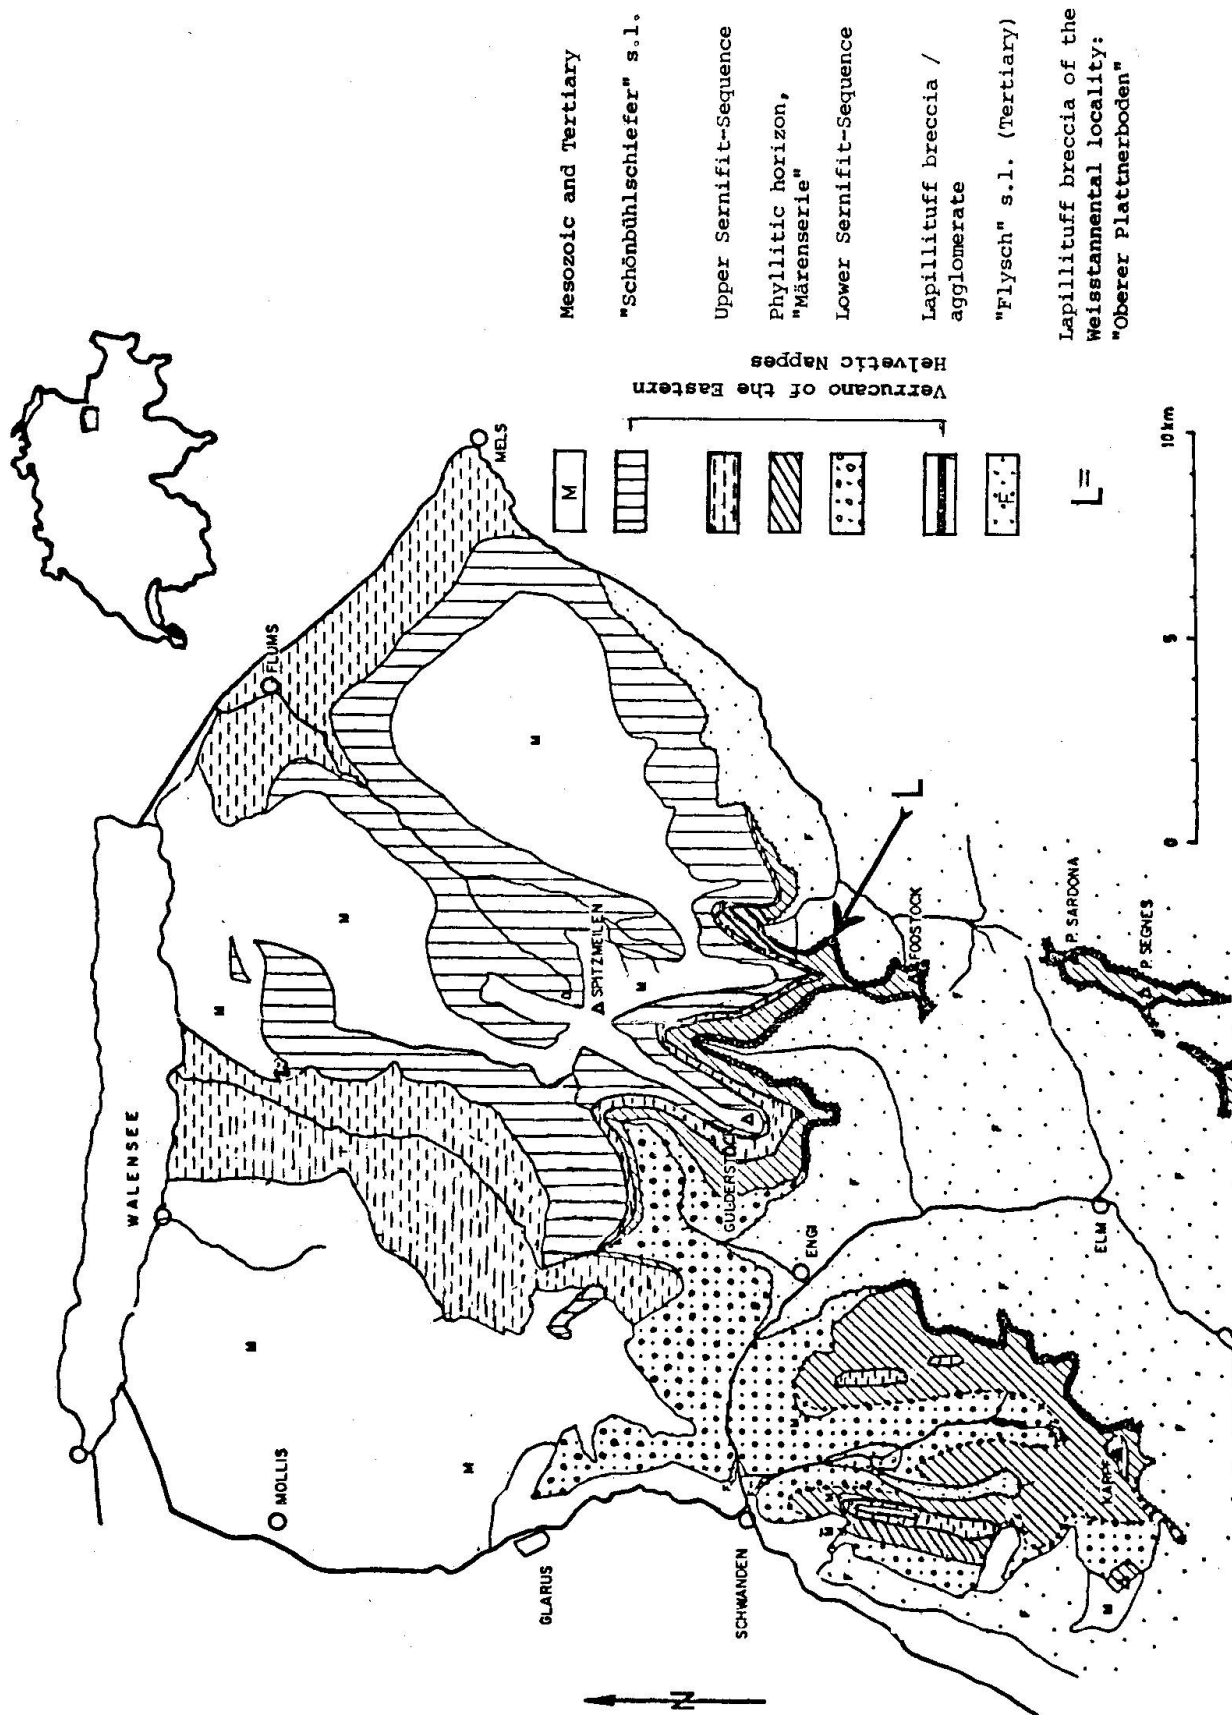 WALENSEE
MOLLIS
GLARUS
SCHWANDEN
ENGI
ELM
KÄRPF
GULDERSTOCK
SPITZMEILEN
FLUMS
MELS
FOOSTOCK
P. SARDONA
P. SEGNES
L
N
M
M
M
M
M
M
M
F
F
F
F
F
F
F
0 5 10 km
M
Mesozoic and Tertiary
"Schönbühlschiefer" s.l.
Upper Sernifit-Sequence
Phyllitic horizon,
"Märenserie"
Lower Sernifit-Sequence
Lapillituff breccia /
agglomerate
F
"Flysch" s.l. (Tertiary)
Verrucano of the Eastern
Helvetic Nappes
L=
Lapillituff breccia of the
Weisstannental locality:
"Oberer Plattnerboden"